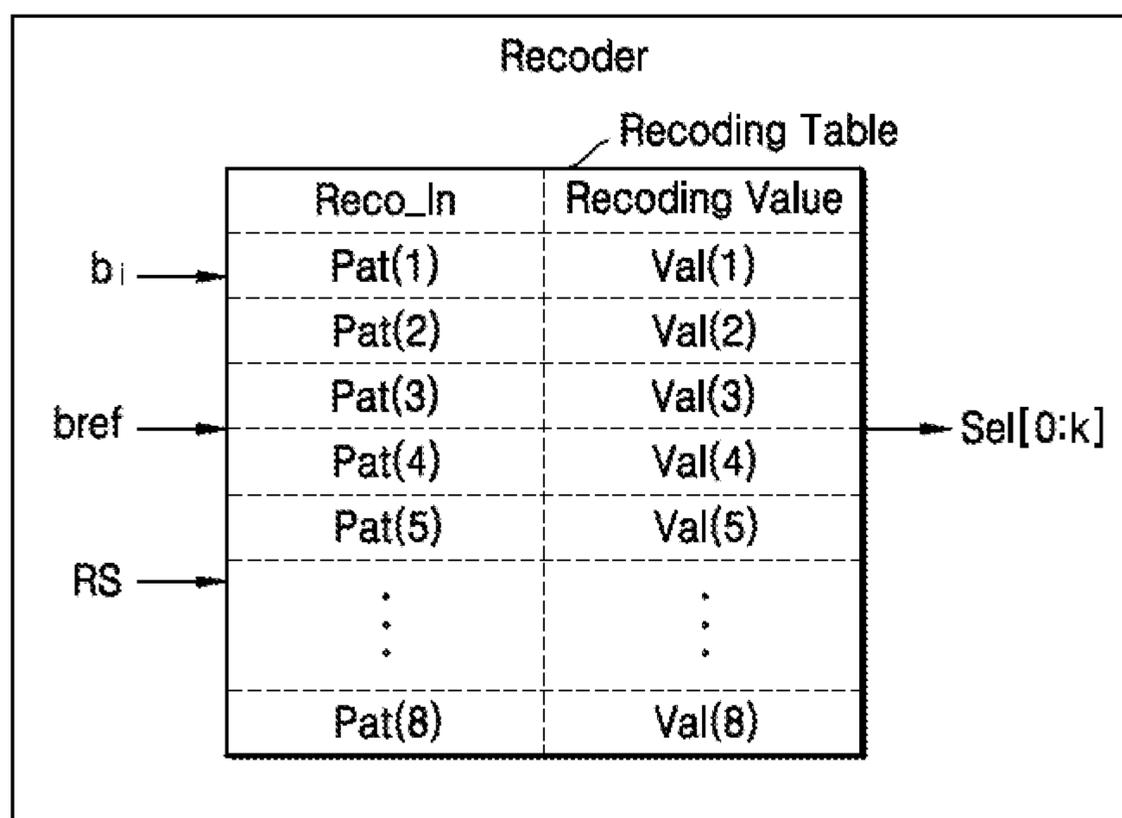 Recoder
Recoding Table
Reco_In Recoding Value
bi Pat(1) Val(1)
Pat(2) Val(2)
Pat(3) Val(3)
bref Sel[0:k]
Pat(4) Val(4)
Pat(5) Val(5)
RS
Pat(8) Val(8)